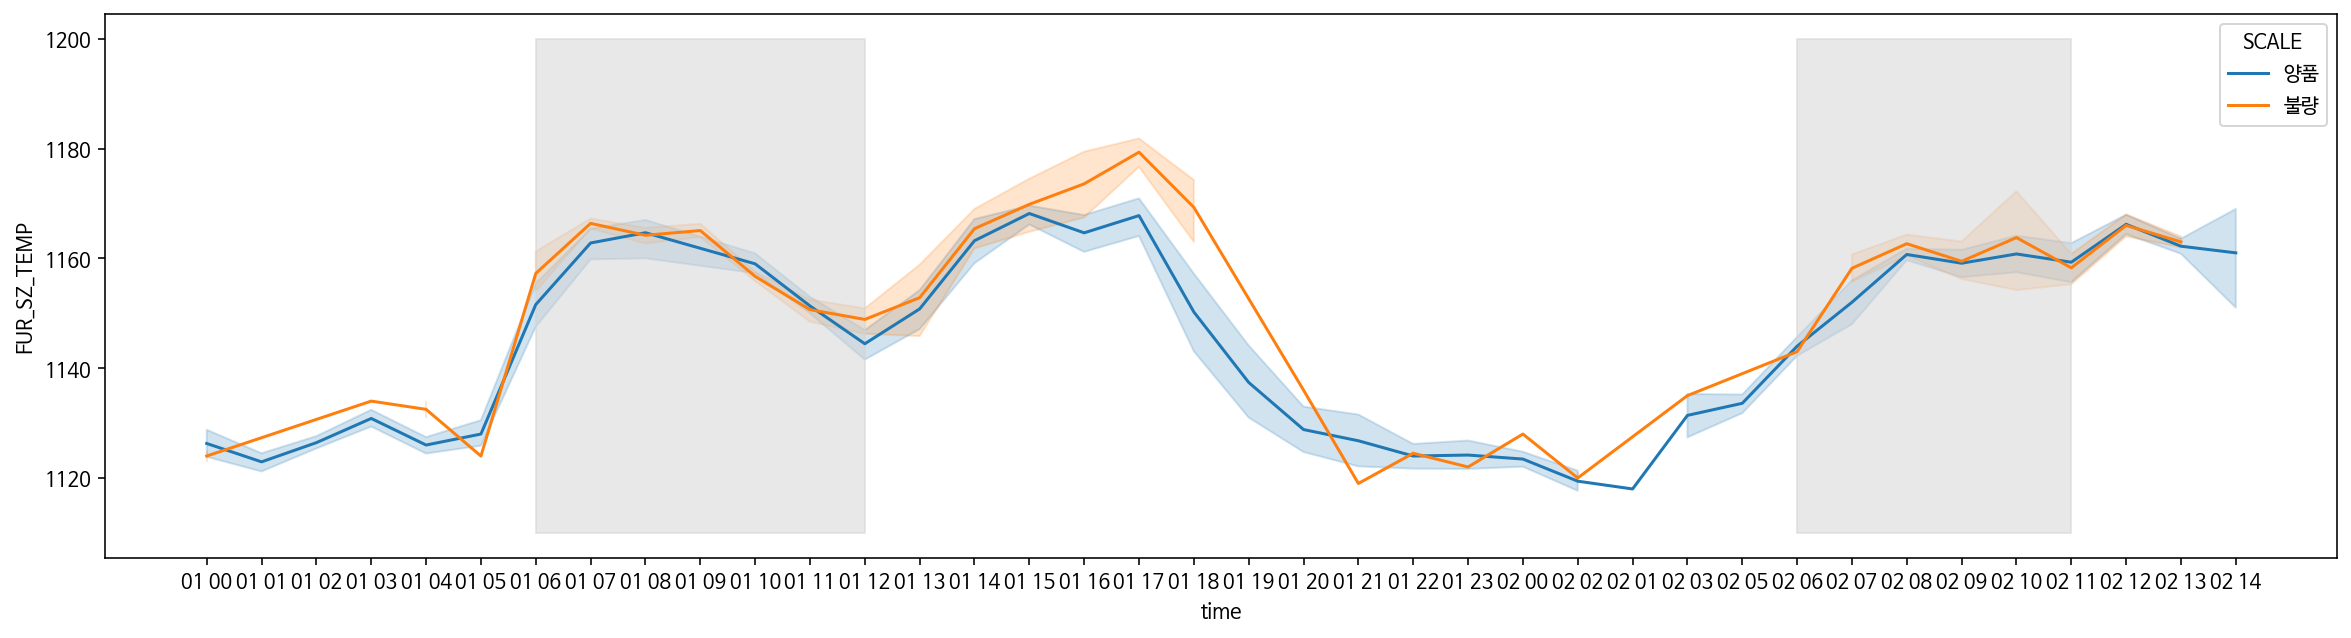 1200
1180
1160
1140
1120
FUR_SZ_TEMP
SCALE
양품
불량
01 00 01 01 01 02 01 03 01 04 01 05 01 06 01 07 01 08 01 09 01 10 01 11 01 12 01 13 01 14 01 15 01 16 01 17 01 18 01 19 01 20 01 21 01 22 01 23 02 00 02 02 02 01 02 03 02 05 02 06 02 07 02 08 02 09 02 10 02 11 02 12 02 13 02 14
time